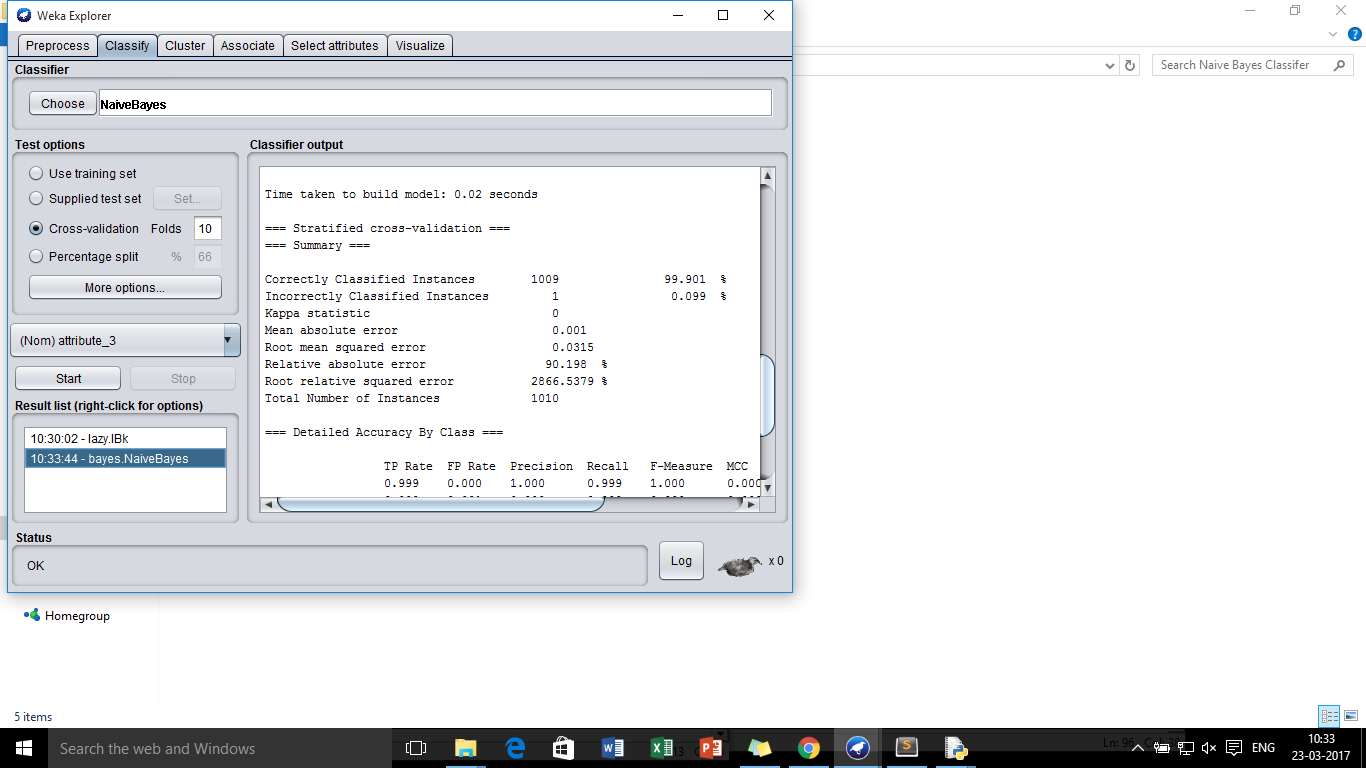 Weka Explorer
Preprocess Classify Cluster Associate Select attributes Visualize
Classifier
Choose NaiveBayes
Test options
Use training set
Supplied test set Set...
Cross-validation Folds 10
Percentage split % 66
More options...
(Nom) attribute_3
Start Stop
Result list (right-click for options)
10:30:02 - lazy.IBk
10:33:44 - bayes.NaiveBayes
Classifier output
Time taken to build model: 0.02 seconds
=== Stratified cross-validation ===
=== Summary ===
Correctly Classified Instances 1009 99.901 %
Incorrectly Classified Instances 1 0.099 %
Kappa statistic 0
Mean absolute error 0.001
Root mean squared error 0.0315
Relative absolute error 90.198 %
Root relative squared error 2866.5379 %
Total Number of Instances 1010
=== Detailed Accuracy By Class ===
TP Rate FP Rate Precision Recall F-Measure MCC
0.999 0.000 1.000 0.999 1.000 0.000
Status
OK
Log x 0
Search Naive Bayes Classifer
Homegroup
5 items
Search the web and Windows
ENG
10:33
23-03-2017